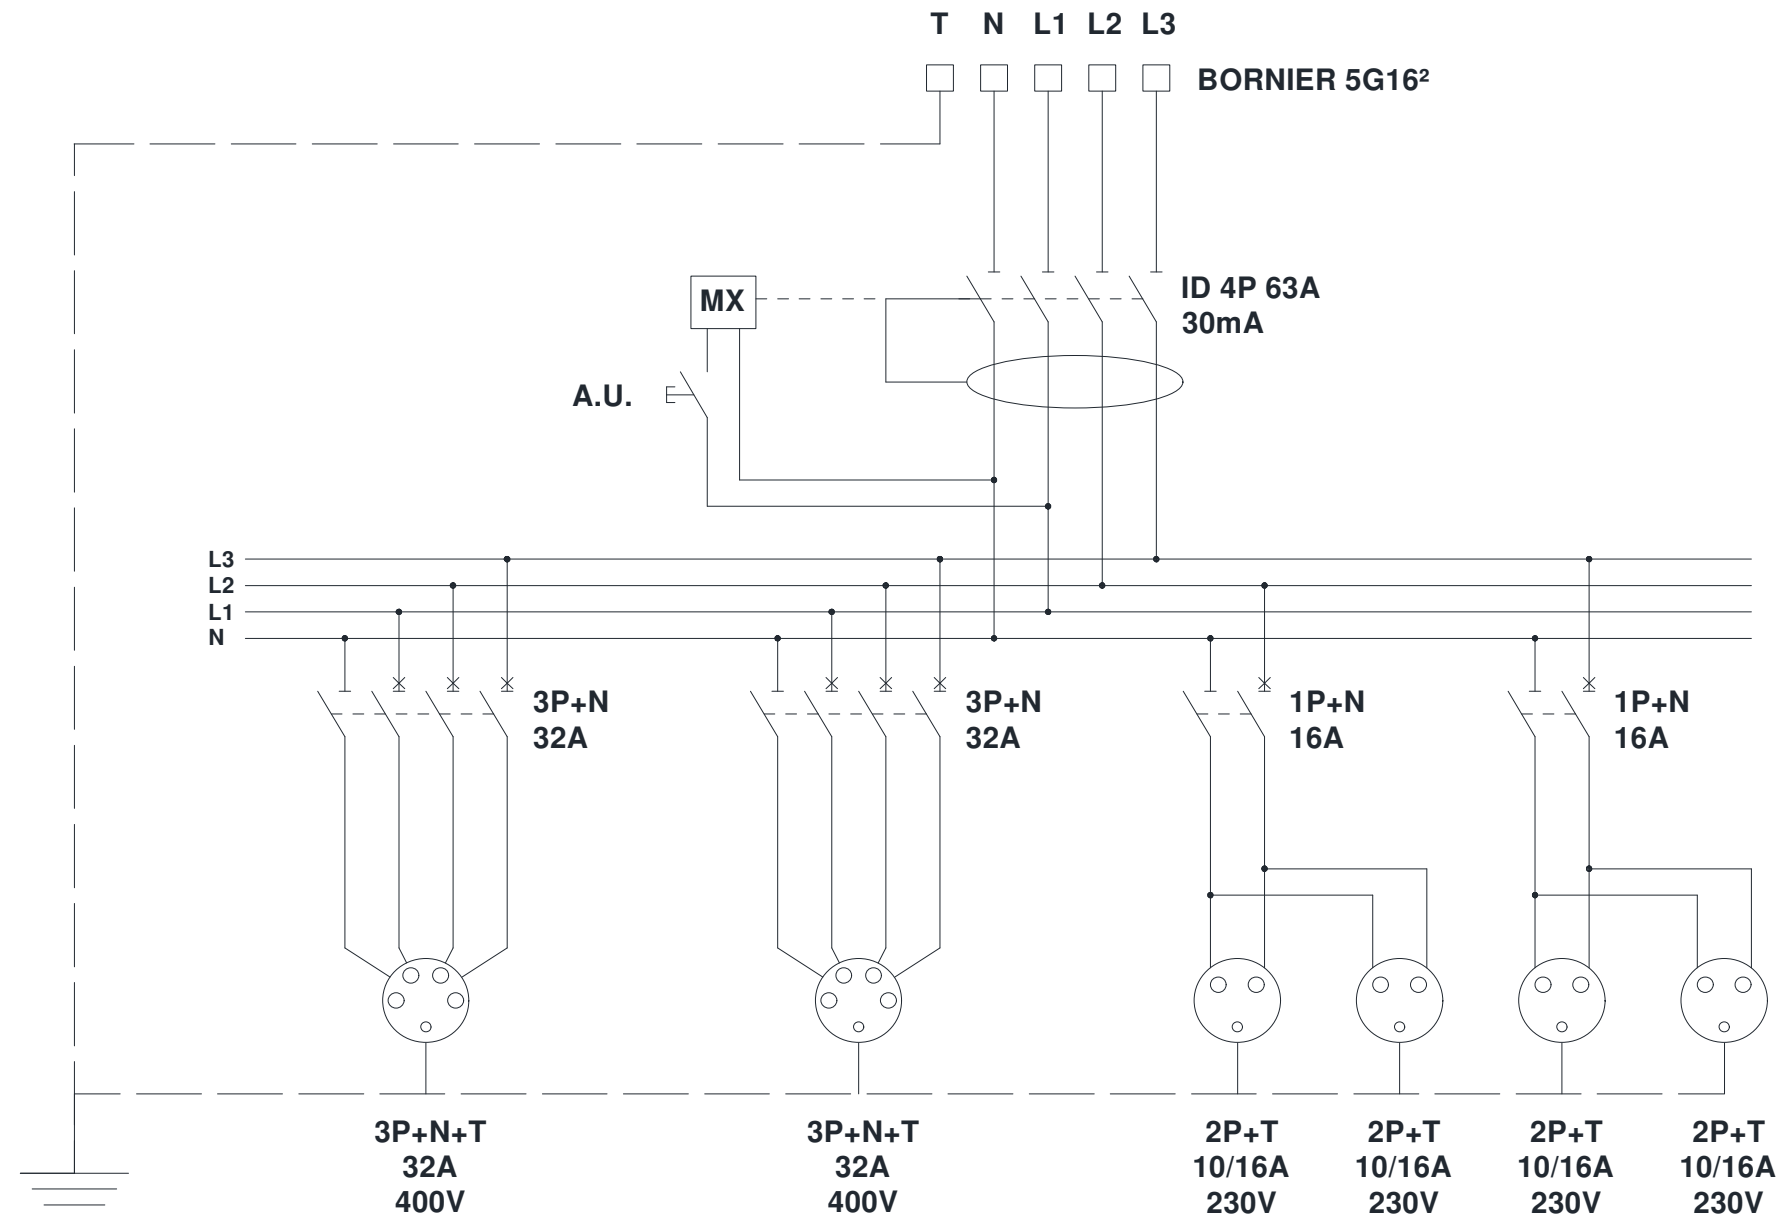 T N L1 L2 L3
BORNIER 5G16²
MX
ID 4P 63A
30mA
A.U.
L3
L2
L1
N
3P+N
32A
3P+N
32A
1P+N
16A
1P+N
16A
3P+N+T
32A
400V
3P+N+T
32A
400V
2P+T
10/16A
230V
2P+T
10/16A
230V
2P+T
10/16A
230V
2P+T
10/16A
230V